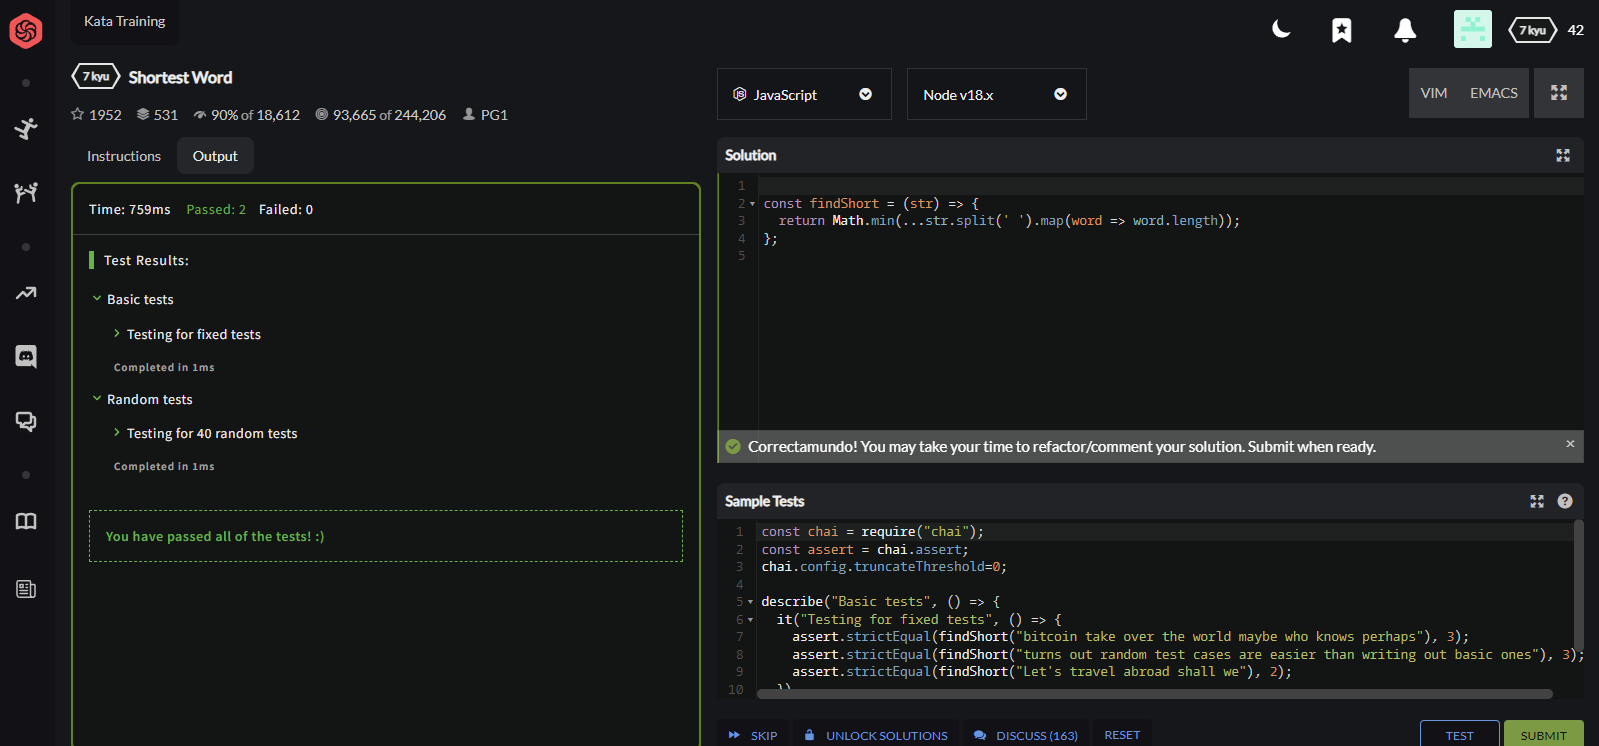 Kata Training
7 kyu 42
7 kyu Shortest Word
1952 531 90% of 18,612 93,665 of 244,206 PG1
Instructions Output
Time: 759ms Passed: 2 Failed: 0
Test Results:
Basic tests
Testing for fixed tests
Completed in 1ms
Random tests
Testing for 40 random tests
Completed in 1ms
You have passed all of the tests! :)
JavaScript Node v18.x VIM EMACS
Solution
1
2 const findShort = (str) => {
3 return Math.min(...str.split(' ').map(word => word.length));
4 };
5
Correctamundo! You may take your time to refactor/comment your solution. Submit when ready. ×
Sample Tests ?
1 const chai = require("chai");
2 const assert = chai.assert;
3 chai.config.truncateThreshold=0;
4
5 describe("Basic tests", () => {
6 it("Testing for fixed tests", () => {
7 assert.strictEqual(findShort("bitcoin take over the world maybe who knows perhaps"), 3);
8 assert.strictEqual(findShort("turns out random test cases are easier than writing out basic ones"), 3);
9 assert.strictEqual(findShort("Let's travel abroad shall we"), 2);
10 })
SKIP UNLOCK SOLUTIONS DISCUSS (163) RESET TEST SUBMIT